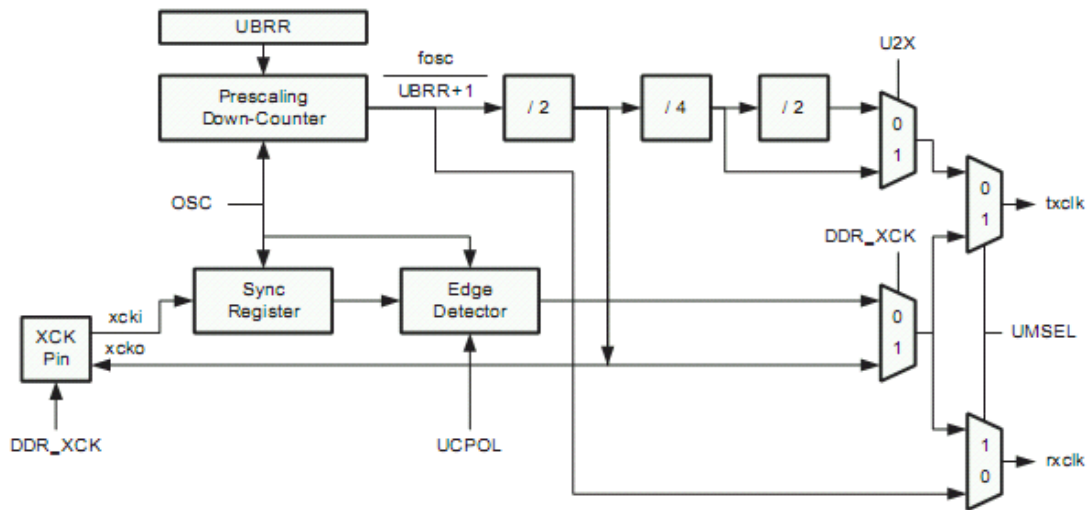 UBRR
U2X
fosc
Prescaling
Down-Counter
UBRR+1
/ 2
/ 4
/ 2
0
1
OSC
0
1
txclk
DDR_XCK
Sync
Register
Edge
Detector
xcki
0
1
XCK
Pin
xcko
UMSEL
DDR_XCK
UCPOL
1
0
rxclk